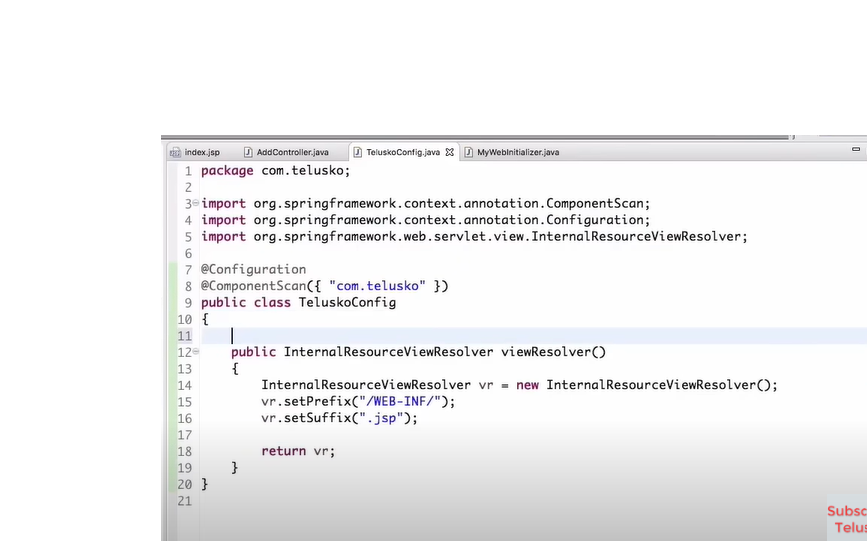 index.jsp AddController.java TeluskoConfig.java MyWebInitializer.java
1 package com.telusko;
2
3 import org.springframework.context.annotation.ComponentScan;
4 import org.springframework.context.annotation.Configuration;
5 import org.springframework.web.servlet.view.InternalResourceViewResolver;
6
7 @Configuration
8 @ComponentScan({ "com.telusko" })
9 public class TeluskoConfig
10 {
11
12 public InternalResourceViewResolver viewResolver()
13 {
14 InternalResourceViewResolver vr = new InternalResourceViewResolver();
15 vr.setPrefix("/WEB-INF/");
16 vr.setSuffix(".jsp");
17
18 return vr;
19 }
20 }
21
Subsc
Telus